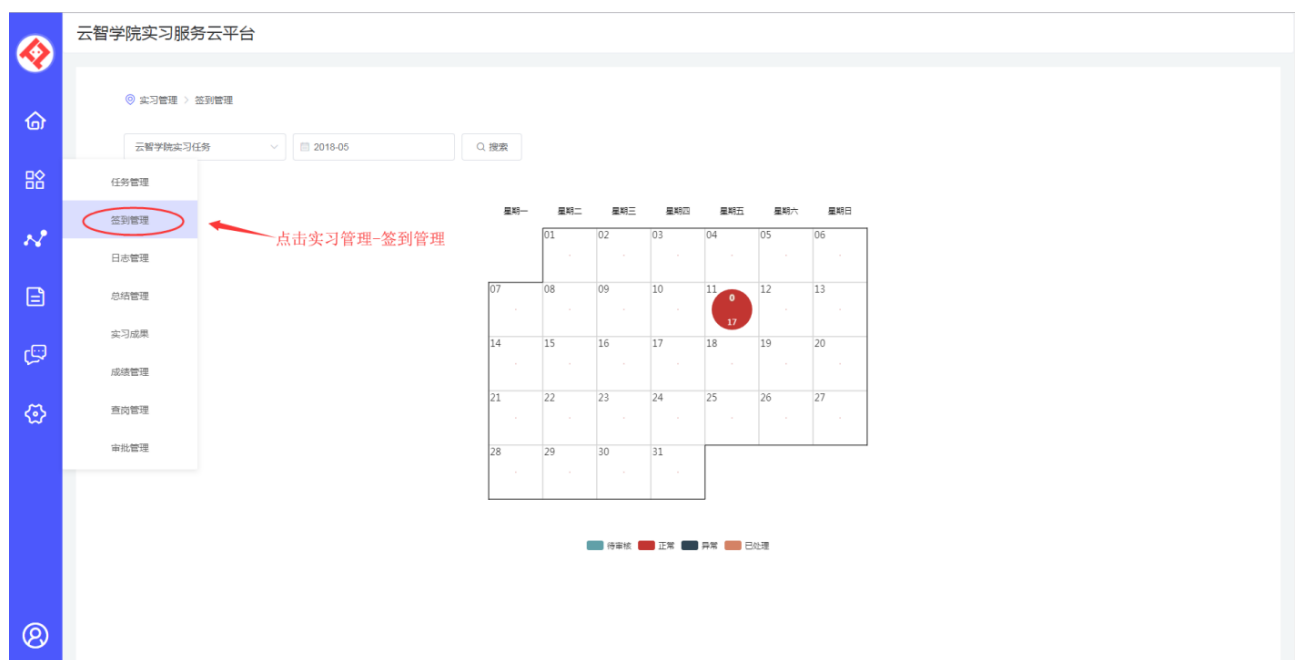 云智学院实习服务云平台
实习管理 > 签到管理
云智学院实习任务 2018-05 搜索
任务管理
签到管理
日志管理
总结管理
实习成果
成绩管理
查岗管理
审批管理
点击实习管理-签到管理
星期一 星期二 星期三 星期四 星期五 星期六 星期日
01 02 03 04 05 06
07 08 09 10 11 12 13
0
17
14 15 16 17 18 19 20
21 22 23 24 25 26 27
28 29 30 31
待审核 正常 异常 已处理